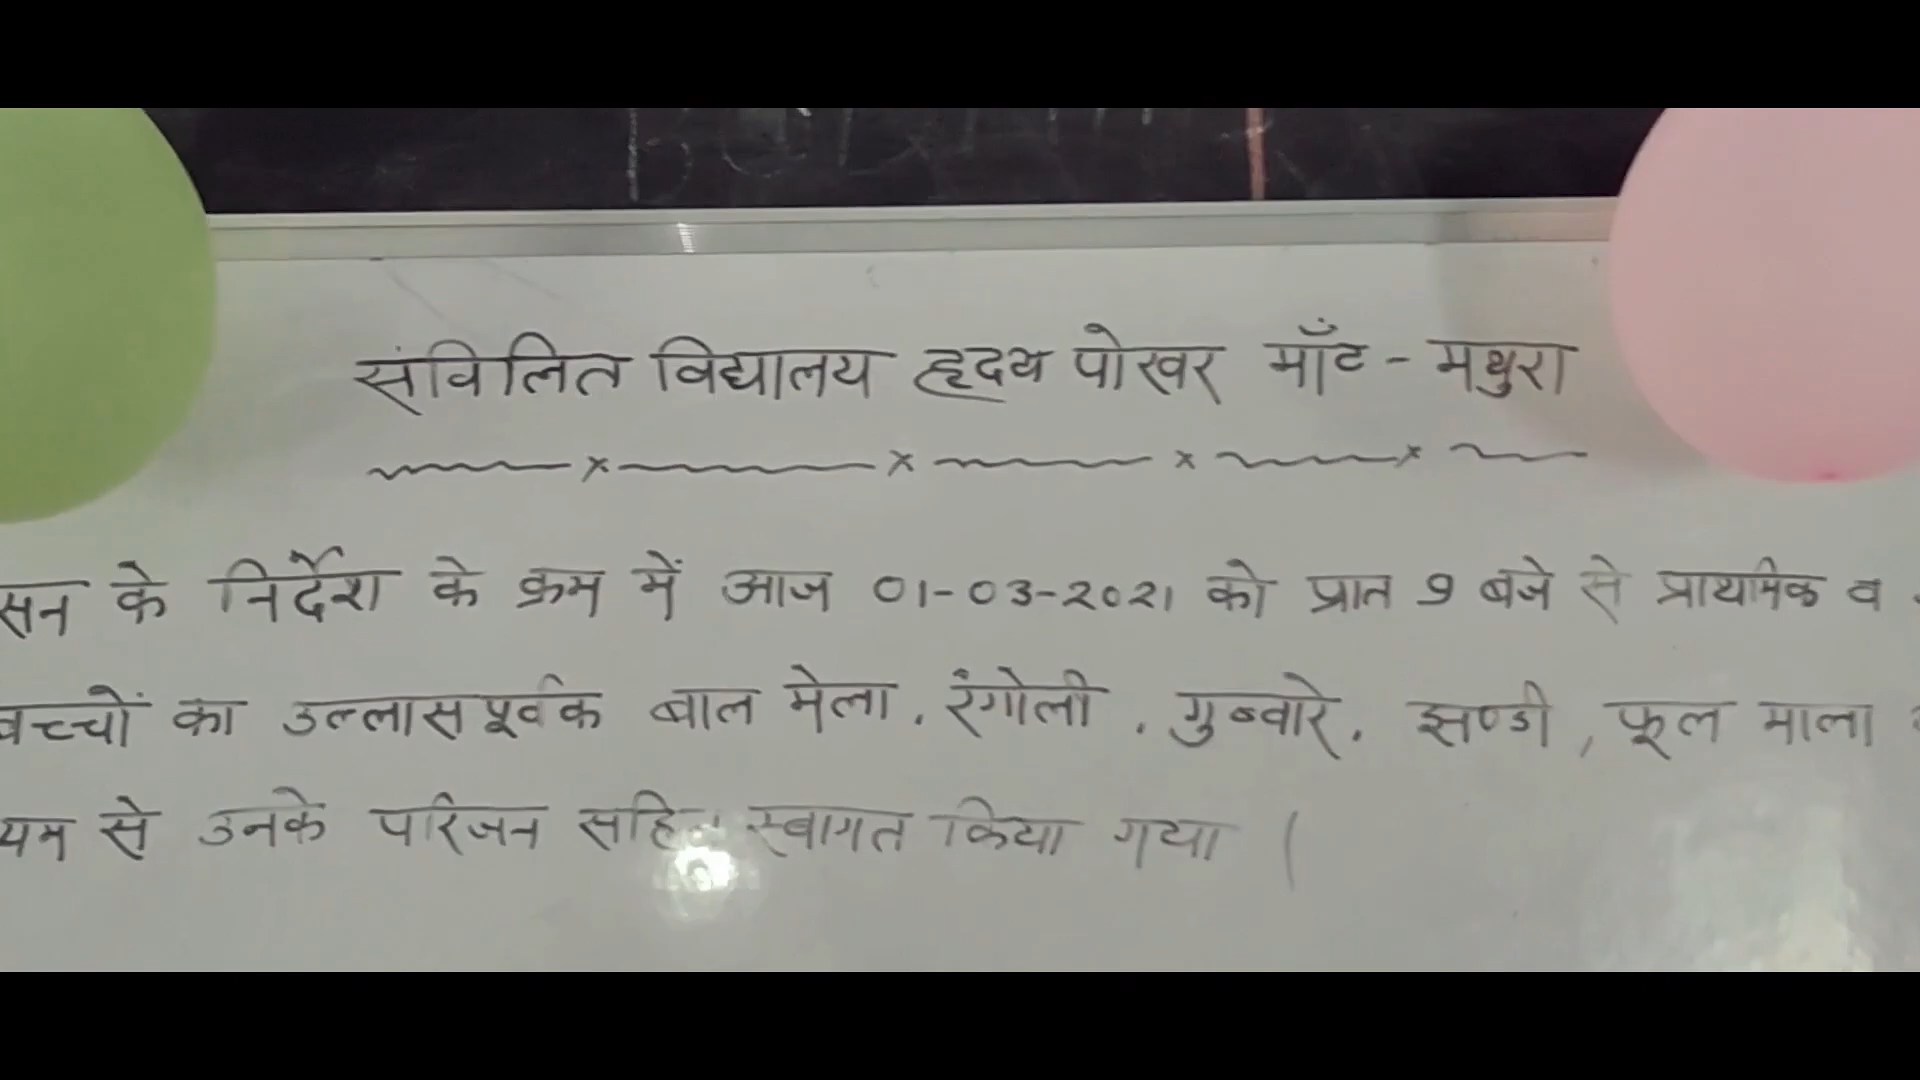 संविलित विद्यालय हृदय पोखर माँट - मथुरा
सन के निर्देश के क्रम में आज 01-03-2021 को प्रात 9 बजे से प्राथमिक व
बच्चों का उल्लासपूर्वक बाल मेला, रंगोली, गुब्बारे, झण्डी, फूल माला
यम से उनके परिजन सहित स्वागत किया गया ।